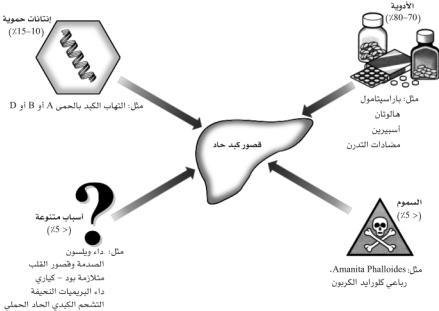 الأدوية
(70–80٪)
مثل: باراسيتامول
هالوثان
أسبيرين
مضادات التدرن
إنتانات حموية
(10–15٪)
مثل: التهاب الكبد بالحمى A أو B أو D
قصور كبد حاد
السموم
(< 5٪)
مثل: Amanita Phalloides،
رباعي كلورايد الكربون
أسباب متنوعة
(< 5٪)
مثل: داء ويلسون
الصدمة وقصور القلب
متلازمة بود - كياري
داء البريميات النحيفة
التشحم الكبدي الحاد الحملي